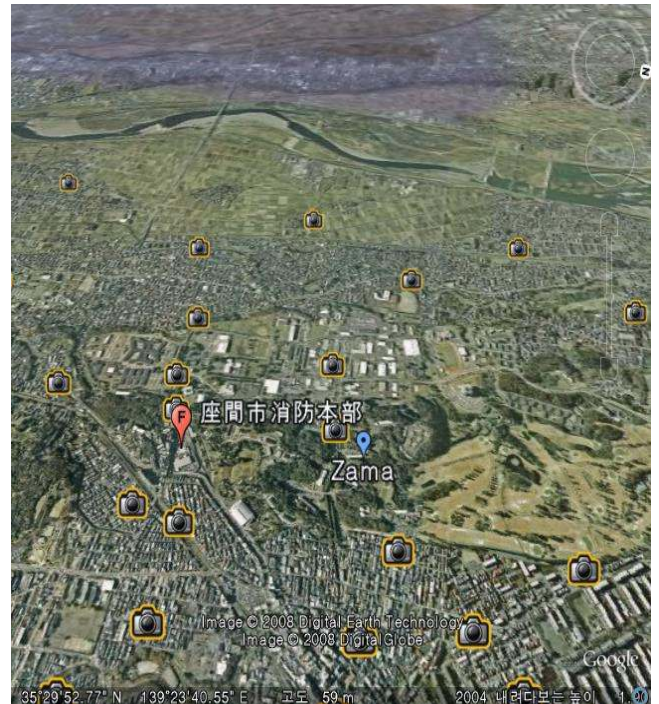 N
F
座間市消防本部
Zama
Image © 2008 Digital Earth Technology
Image © 2008 DigitalGlobe
Google
35°29'52.77" N 139°23'40.55" E 고도 59 m 2004 내려다보는 높이